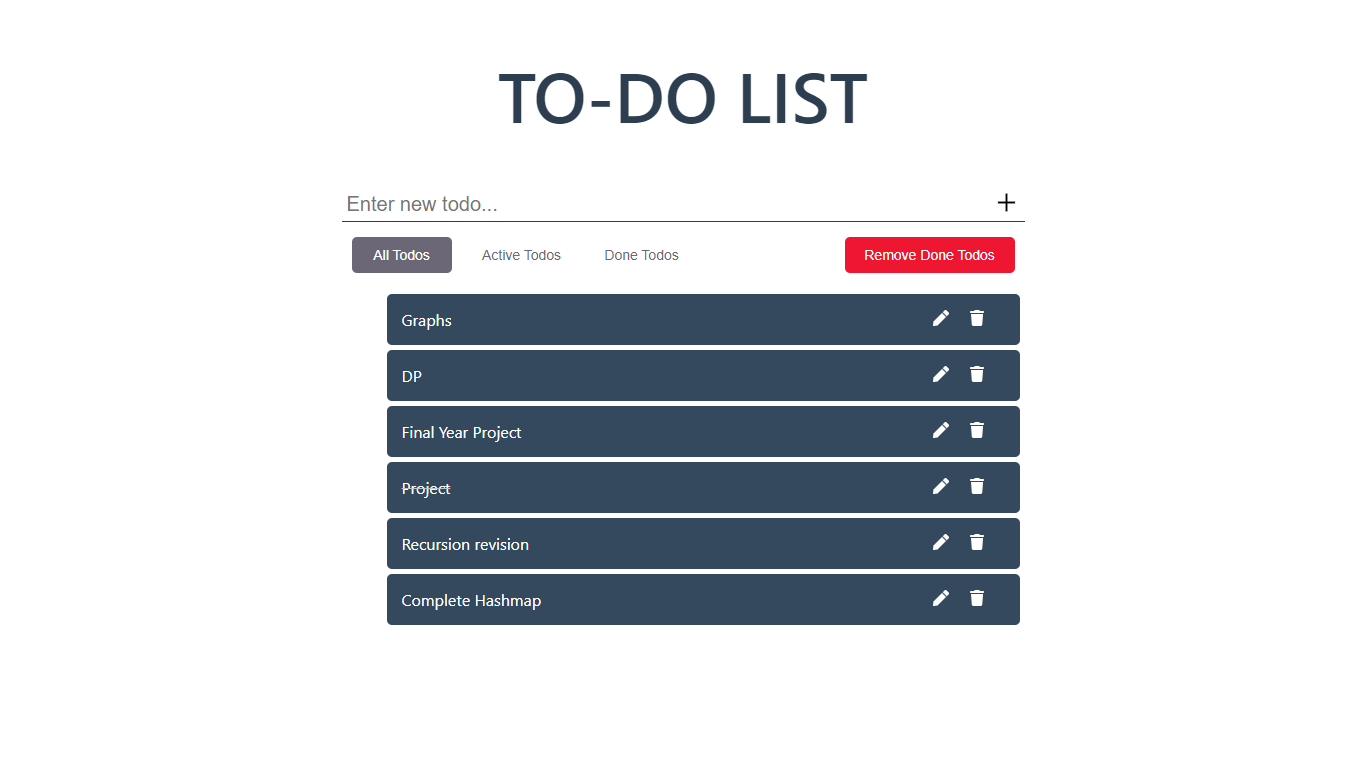 TO-DO LIST
Enter new todo...
All Todos Active Todos Done Todos Remove Done Todos
Graphs
DP
Final Year Project
Project
Recursion revision
Complete Hashmap